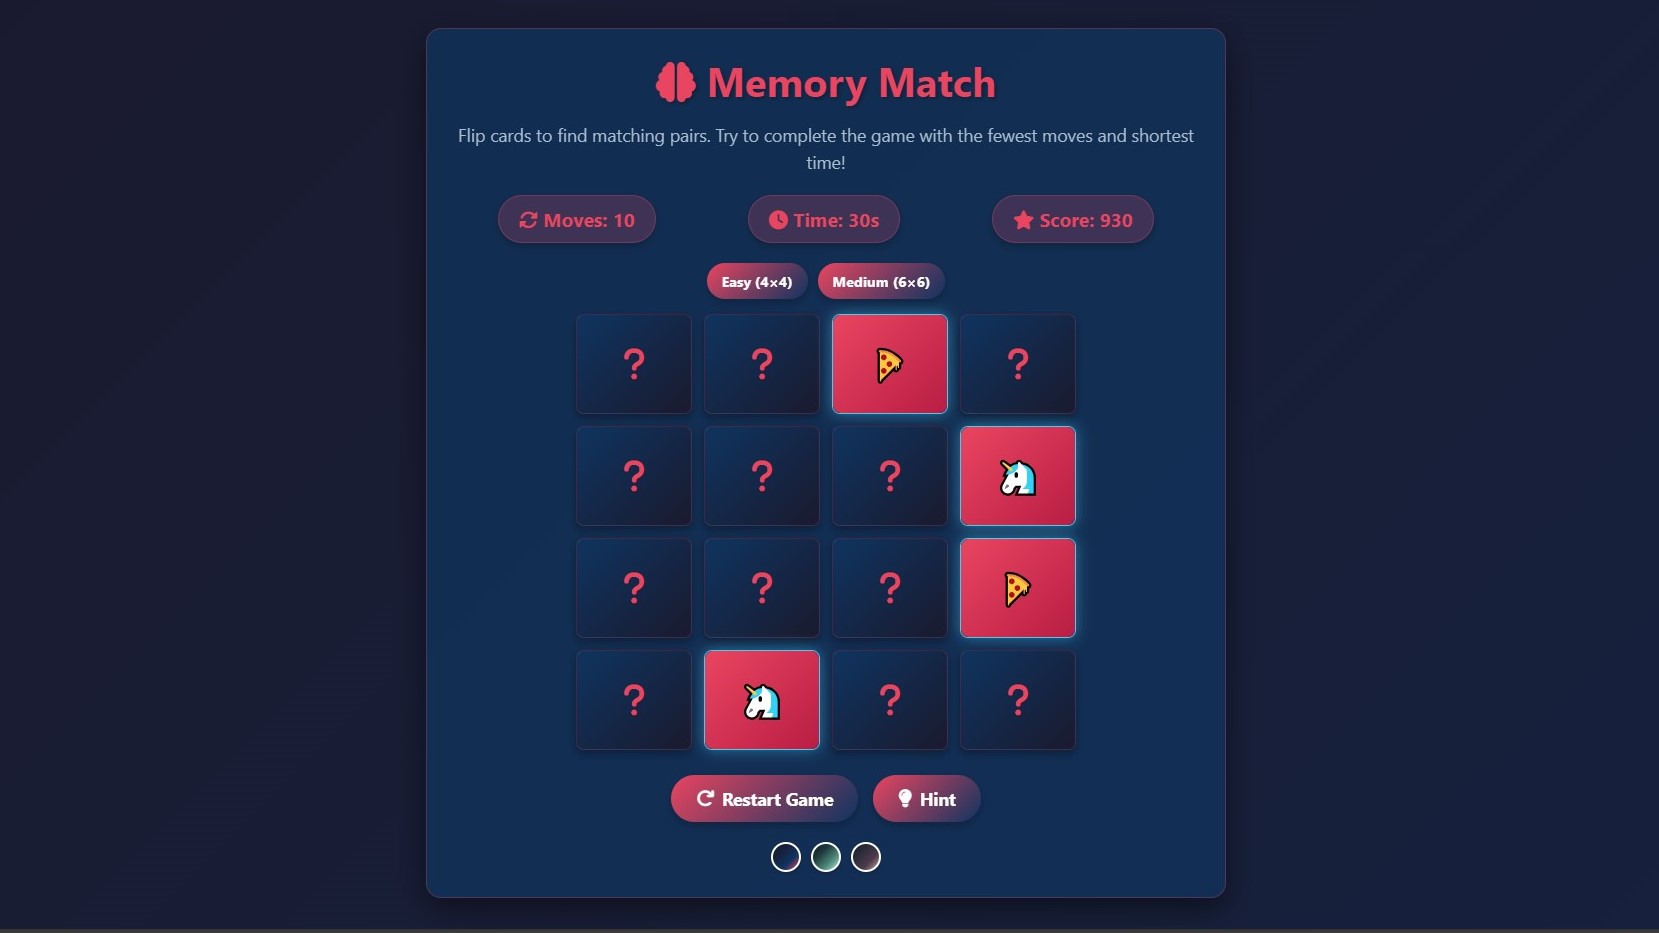 Memory Match
Flip cards to find matching pairs. Try to complete the game with the fewest moves and shortest
time!
Moves: 10 Time: 30s Score: 930
Easy (4×4) Medium (6×6)
? ? ?
? ? ?
? ? ?
? ? ?
Restart Game Hint